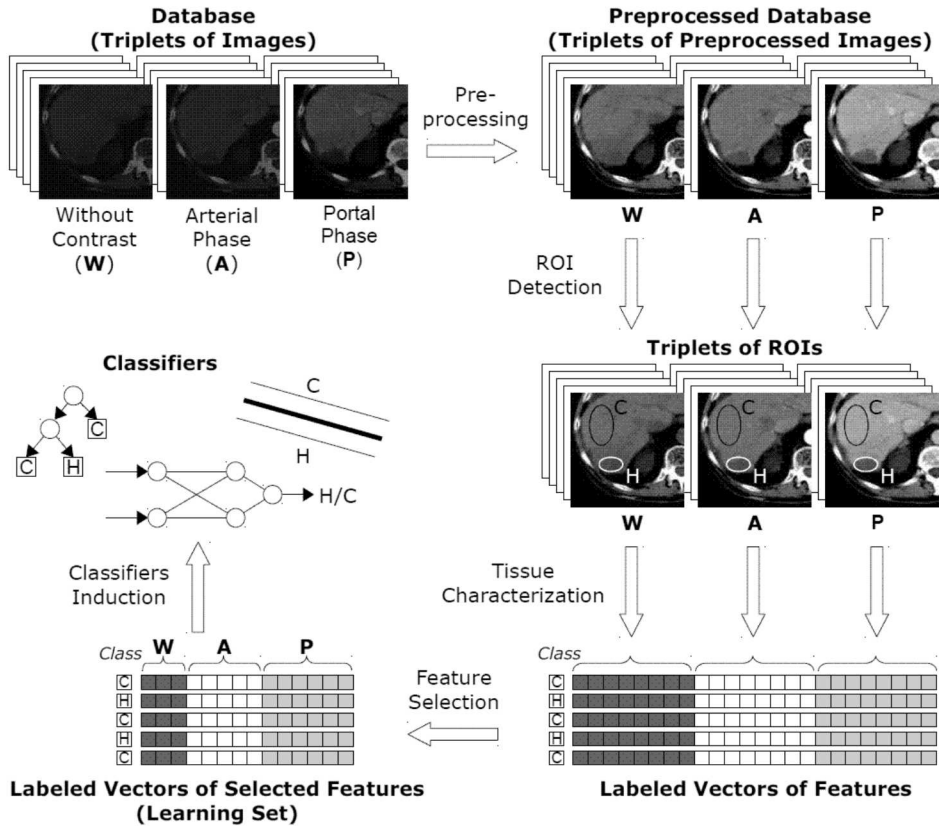 Database
(Triplets of Images)
Preprocessed Database
(Triplets of Preprocessed Images)
Pre-
processing
Without
Contrast
(W)
Arterial
Phase
(A)
Portal
Phase
(P)
W
A
P
ROI
Detection
Triplets of ROIs
C
C
C
H
H
H
W
A
P
Classifiers
C
C
H
C
H
H/C
Classifiers
Induction
Tissue
Characterization
Class
W
A
P
C
H
C
H
C
Feature
Selection
Class
C
H
C
H
C
Labeled Vectors of Selected Features
(Learning Set)
Labeled Vectors of Features